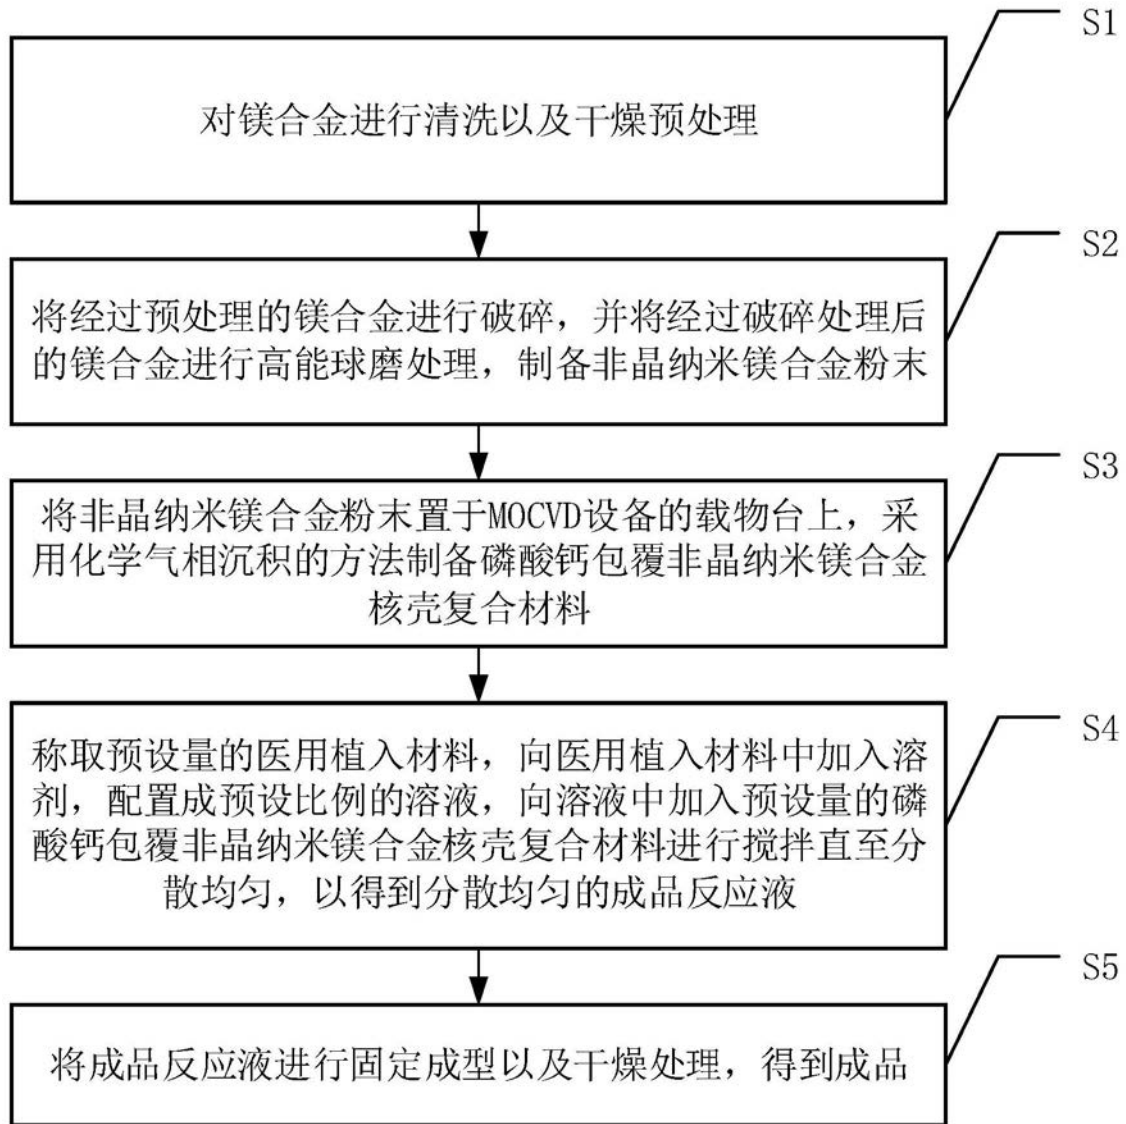 S1
对镁合金进行清洗以及干燥预处理
S2
将经过预处理的镁合金进行破碎，并将经过破碎处理后
的镁合金进行高能球磨处理，制备非晶纳米镁合金粉末
S3
将非晶纳米镁合金粉末置于MOCVD设备的载物台上，采
用化学气相沉积的方法制备磷酸钙包覆非晶纳米镁合金
核壳复合材料
S4
称取预设量的医用植入材料，向医用植入材料中加入溶
剂，配置成预设比例的溶液，向溶液中加入预设量的磷
酸钙包覆非晶纳米镁合金核壳复合材料进行搅拌直至分
散均匀，以得到分散均匀的成品反应液
S5
将成品反应液进行固定成型以及干燥处理，得到成品